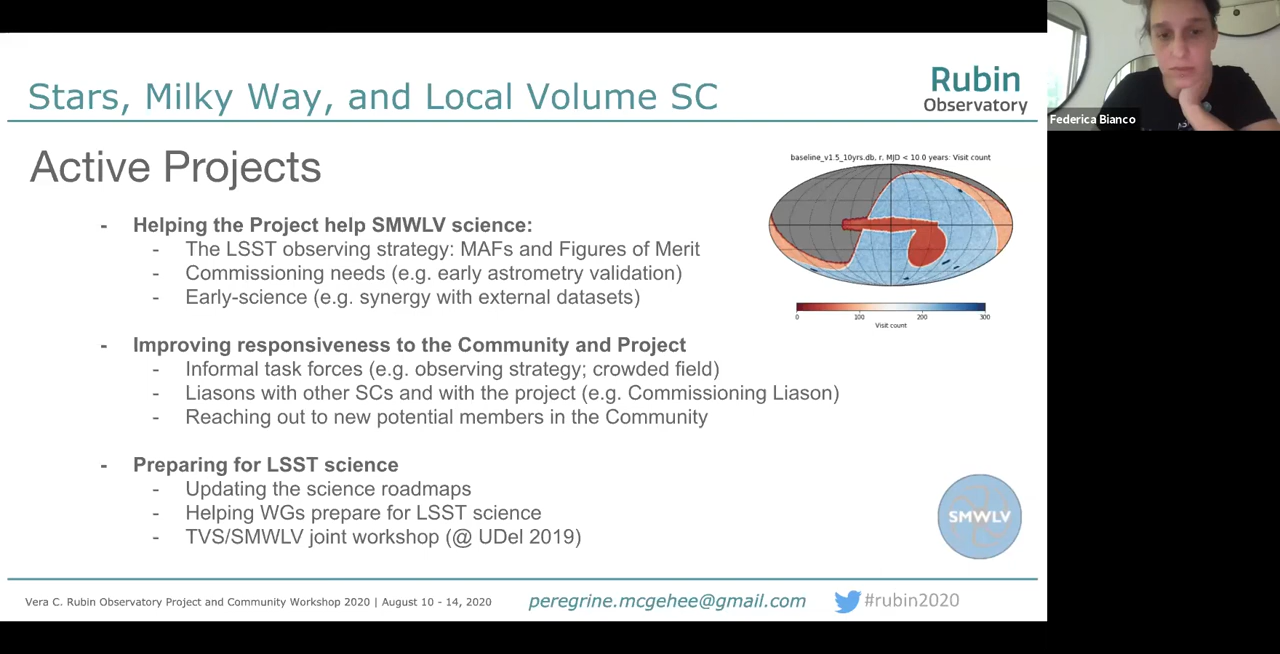 Stars, Milky Way, and Local Volume SC
Rubin
Observatory
Federica Bianco
Active Projects
baseline_v1.5_10yrs.db, r, MJD < 10.0 years: Visit count
- Helping the Project help SMWLV science:
- The LSST observing strategy: MAFs and Figures of Merit
- Commissioning needs (e.g. early astrometry validation)
- Early-science (e.g. synergy with external datasets)
0 100 200 300
Visit count
- Improving responsiveness to the Community and Project
- Informal task forces (e.g. observing strategy; crowded field)
- Liasons with other SCs and with the project (e.g. Commissioning Liason)
- Reaching out to new potential members in the Community
- Preparing for LSST science
- Updating the science roadmaps
- Helping WGs prepare for LSST science
- TVS/SMWLV joint workshop (@ UDel 2019)
SMWLV
Vera C. Rubin Observatory Project and Community Workshop 2020 | August 10 - 14, 2020
peregrine.mcgehee@gmail.com
#rubin2020